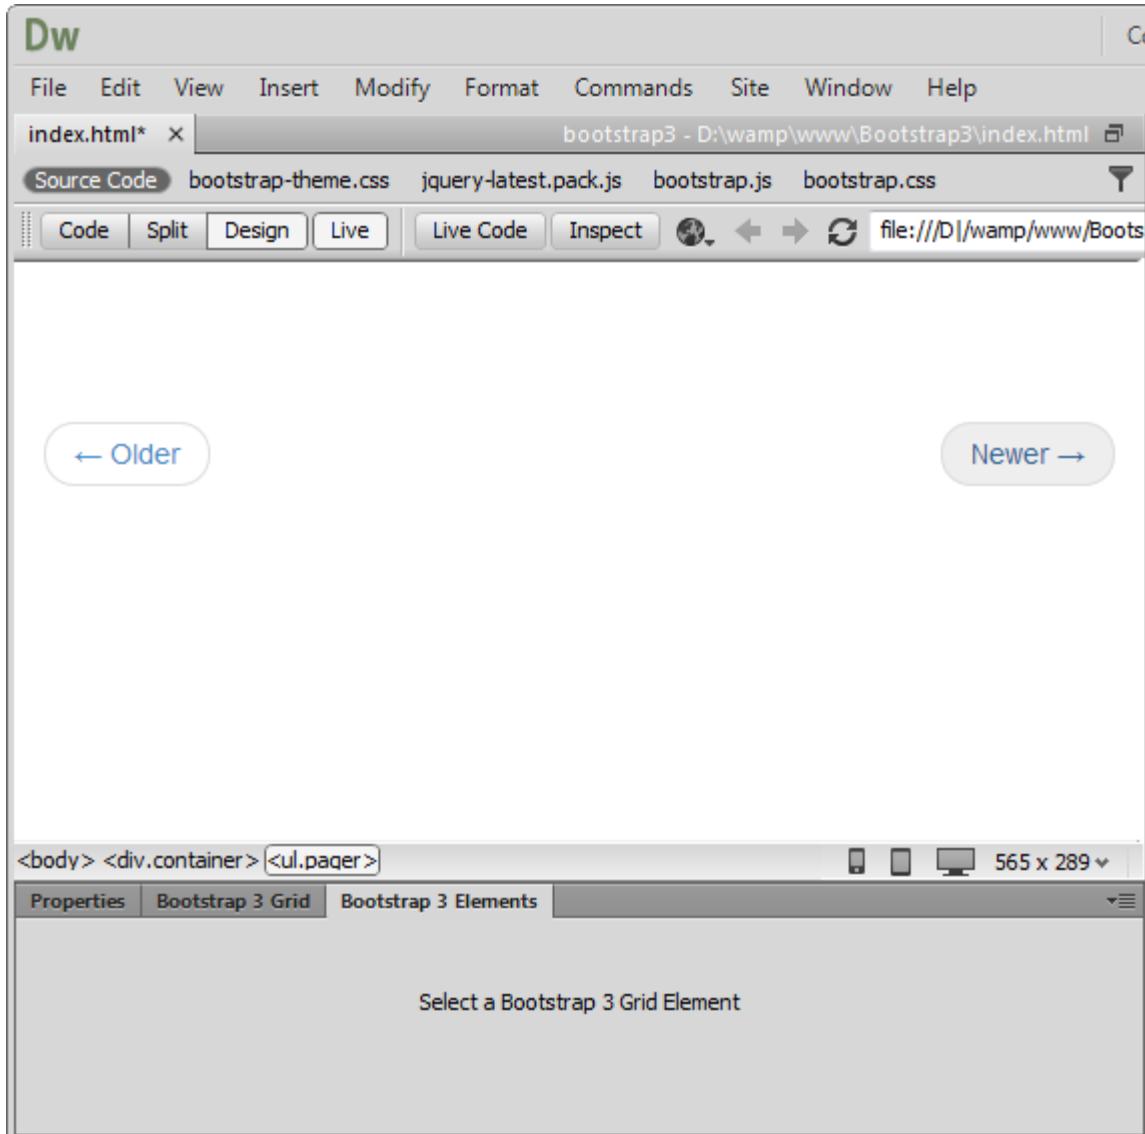 Dw
File Edit View Insert Modify Format Commands Site Window Help
index.html* × bootstrap3 - D:\wamp\www\Bootstrap3\index.html
Source Code bootstrap-theme.css jquery-latest.pack.js bootstrap.js bootstrap.css
Code Split Design Live Live Code Inspect file:///D|/wamp/www/Boots
← Older Newer →
<body> <div.container> <ul.pager> 565 x 289
Properties Bootstrap 3 Grid Bootstrap 3 Elements
Select a Bootstrap 3 Grid Element